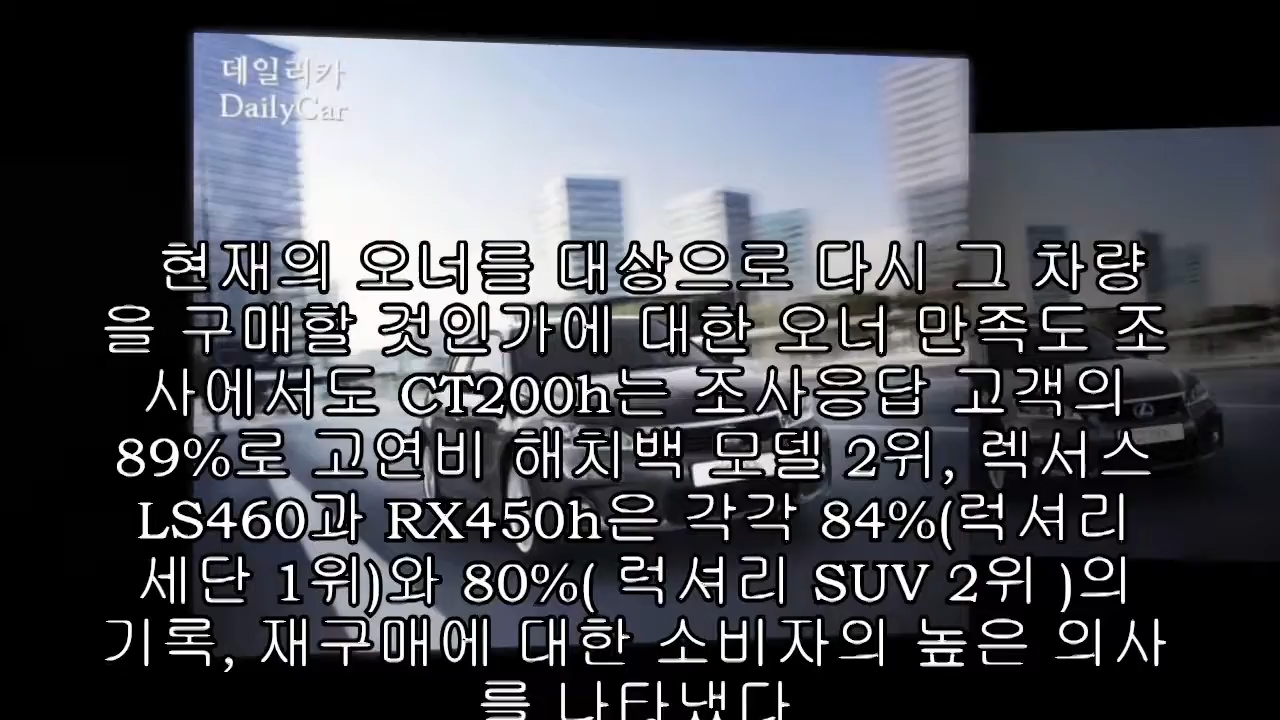 데일리카
DailyCar
현재의 오너를 대상으로 다시 그 차량
을 구매할 것인가에 대한 오너 만족도 조
사에서도 CT200h는 조사응답 고객의
89%로 고연비 해치백 모델 2위, 렉서스
LS460과 RX450h은 각각 84%(럭셔리
세단 1위)와 80%( 럭셔리 SUV 2위 )의
기록, 재구매에 대한 소비자의 높은 의사
를 나타냈다